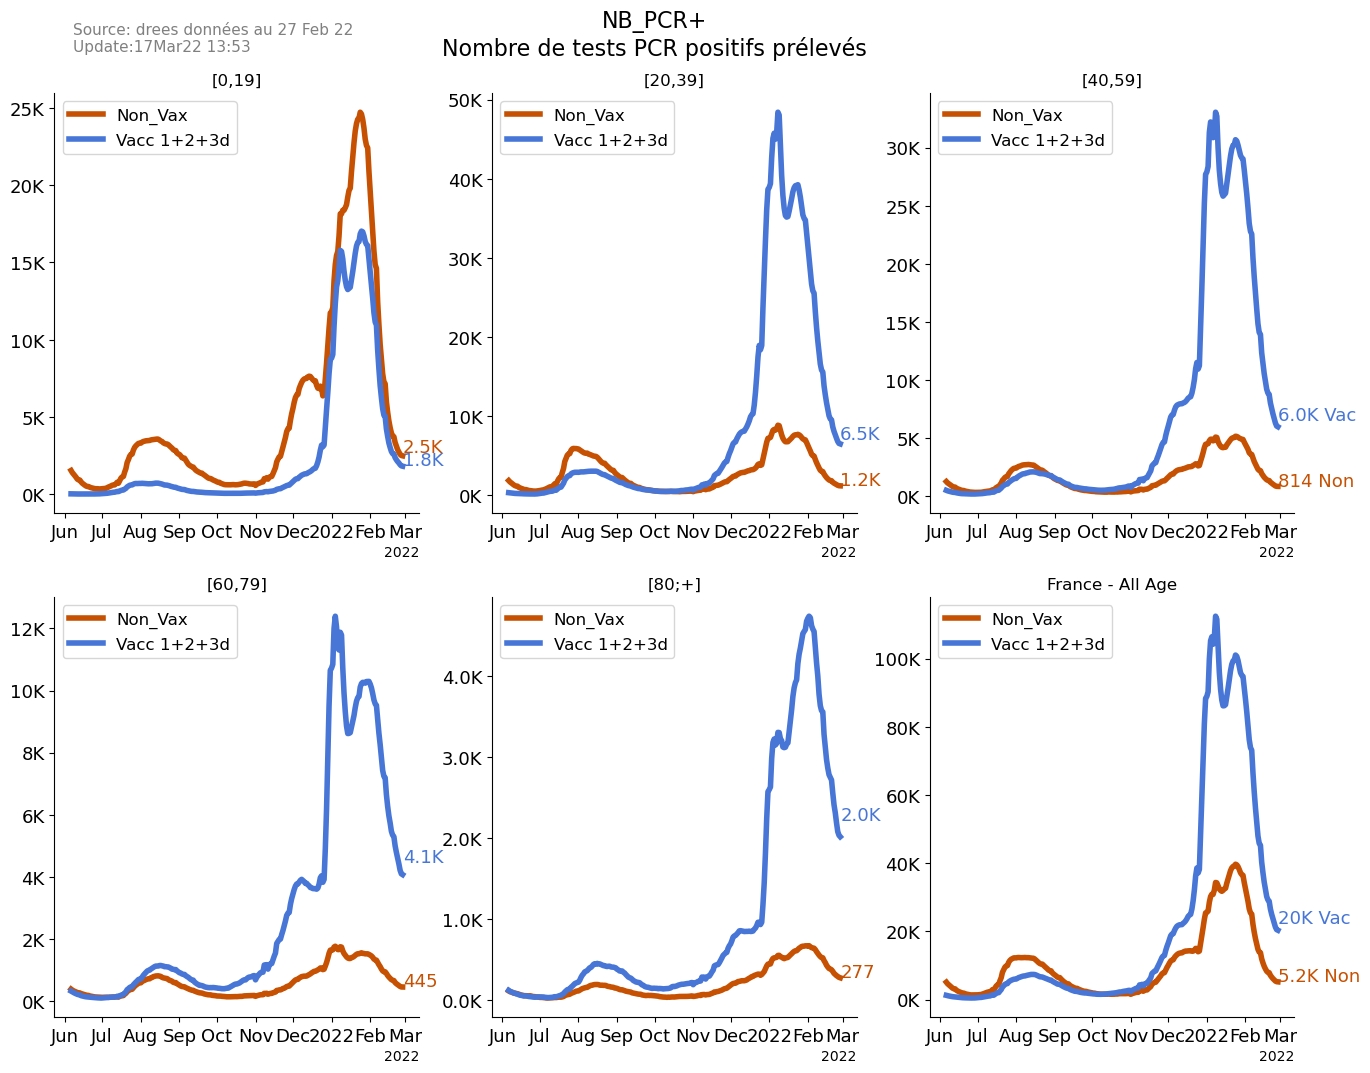 Source: drees données au 27 Feb 22
Update:17Mar22 13:53
NB_PCR+
Nombre de tests PCR positifs prélevés
[0,19]
Non_Vax
Vacc 1+2+3d
25K
20K
15K
10K
5K
0K
2.5K
1.8K
Jun Jul Aug Sep Oct Nov Dec 2022 Feb Mar
2022
[20,39]
Non_Vax
Vacc 1+2+3d
50K
40K
30K
20K
10K
0K
6.5K
1.2K
Jun Jul Aug Sep Oct Nov Dec 2022 Feb Mar
2022
[40,59]
Non_Vax
Vacc 1+2+3d
30K
25K
20K
15K
10K
5K
0K
6.0K Vac
814 Non
Jun Jul Aug Sep Oct Nov Dec 2022 Feb Mar
2022
[60,79]
Non_Vax
Vacc 1+2+3d
12K
10K
8K
6K
4K
2K
0K
4.1K
445
Jun Jul Aug Sep Oct Nov Dec 2022 Feb Mar
2022
[80;+]
Non_Vax
Vacc 1+2+3d
4.0K
3.0K
2.0K
1.0K
0.0K
2.0K
277
Jun Jul Aug Sep Oct Nov Dec 2022 Feb Mar
2022
France - All Age
Non_Vax
Vacc 1+2+3d
100K
80K
60K
40K
20K
0K
20K Vac
5.2K Non
Jun Jul Aug Sep Oct Nov Dec 2022 Feb Mar
2022